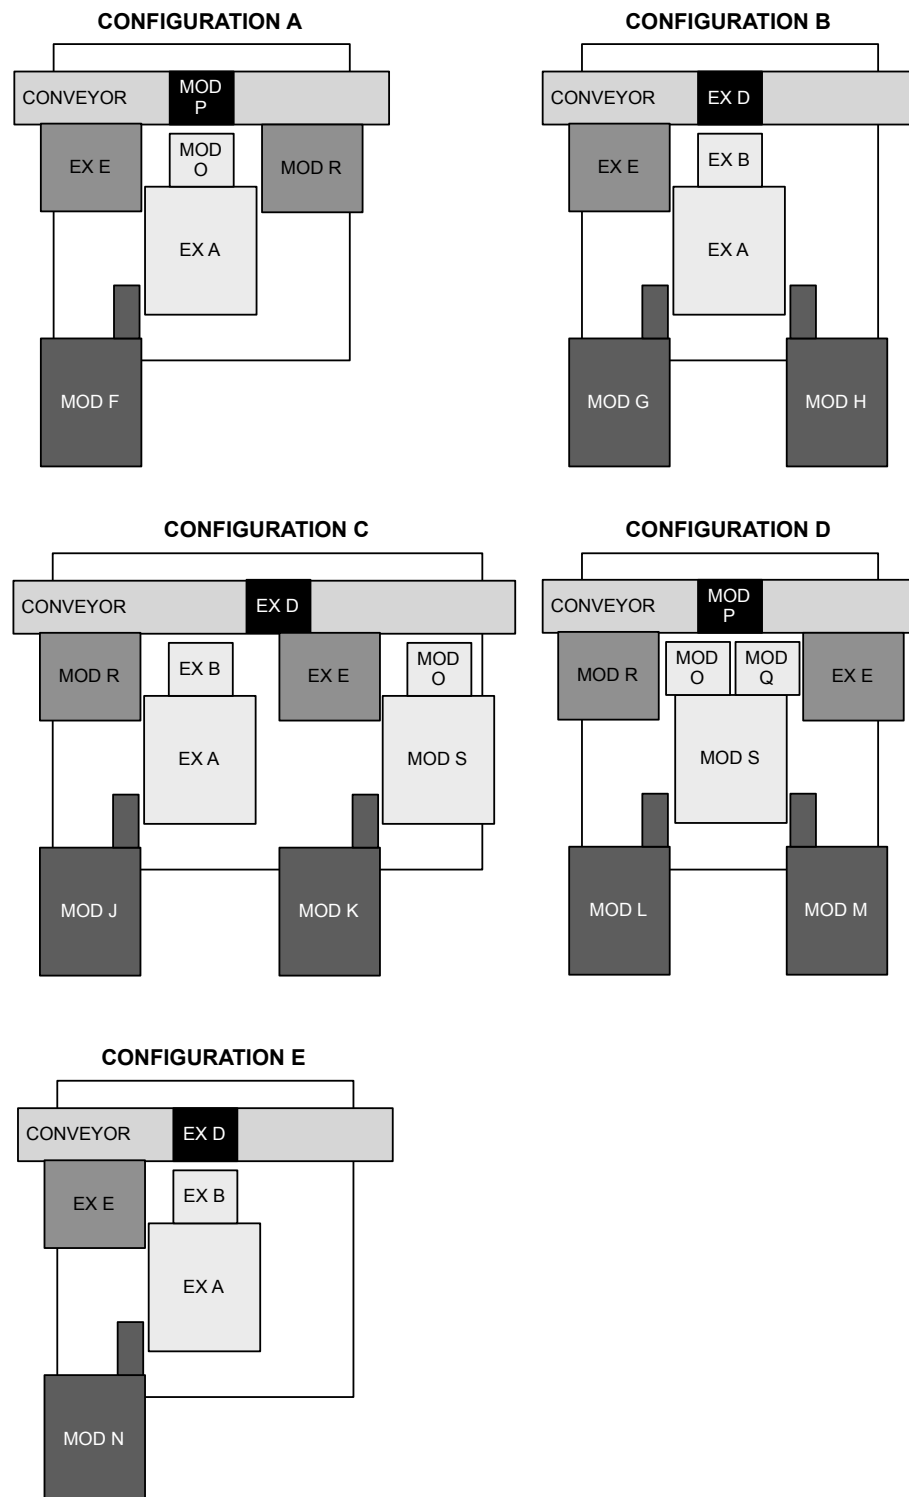 CONFIGURATION A
CONVEYOR
MOD
P
EX E
MOD
O
MOD R
EX A
MOD F
CONFIGURATION B
CONVEYOR
EX D
EX E
EX B
EX A
MOD G
MOD H
CONFIGURATION C
CONVEYOR
EX D
MOD R
EX B
EX E
MOD
O
EX A
MOD S
MOD J
MOD K
CONFIGURATION D
CONVEYOR
MOD
P
MOD R
MOD
O
MOD
Q
EX E
MOD S
MOD L
MOD M
CONFIGURATION E
CONVEYOR
EX D
EX E
EX B
EX A
MOD N